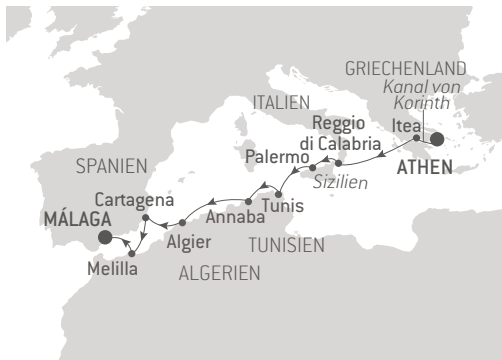 GRIECHENLAND
Kanal von
Korinth
ITALIEN
Itea
Reggio
di Calabria
Palermo
ATHEN
SPANIEN
Sizilien
Cartagena
Tunis
Annaba
MÁLAGA
Algier
TUNISIEN
Melilla
ALGERIEN